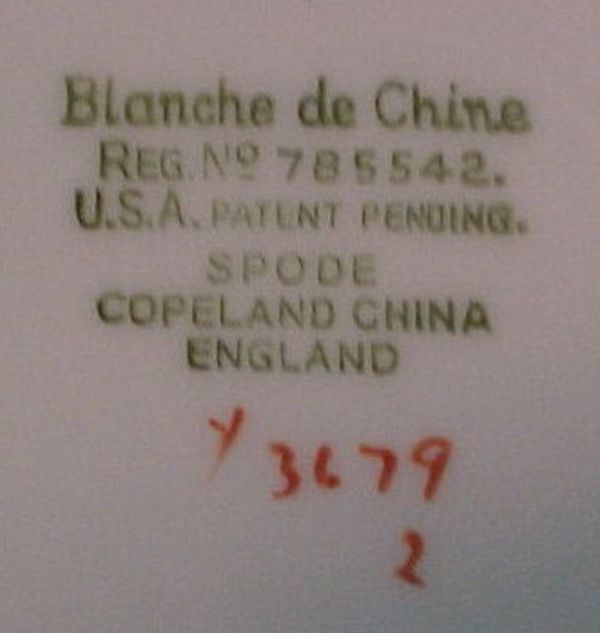 Blanche de Chine
REG. Nº 785542.
U.S.A. PATENT PENDING.
SPODE
COPELAND CHINA
ENGLAND
Y 3679
2